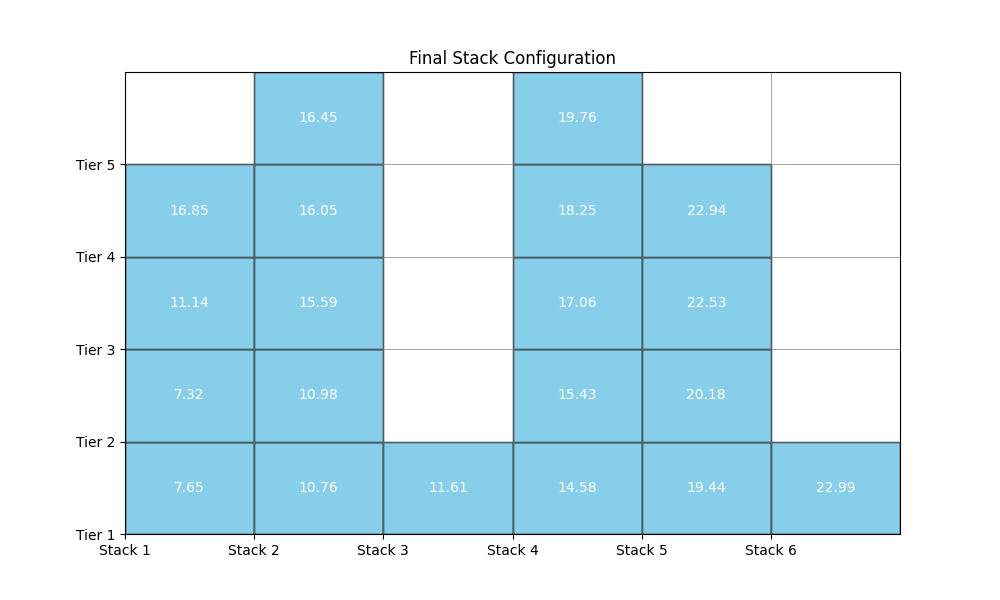 Final Stack Configuration
16.45 19.76
Tier 5
16.85 16.05 18.25 22.94
Tier 4
11.14 15.59 17.06 22.53
Tier 3
7.32 10.98 15.43 20.18
Tier 2
7.65 10.76 11.61 14.58 19.44 22.99
Tier 1
Stack 1 Stack 2 Stack 3 Stack 4 Stack 5 Stack 6